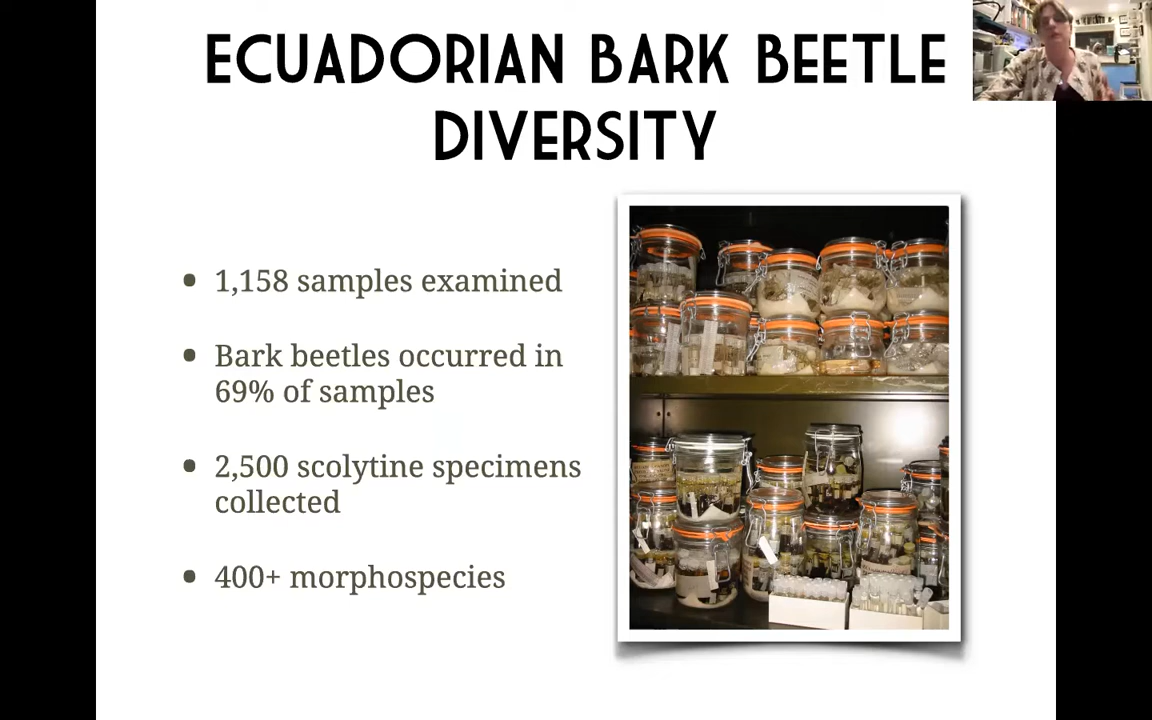 ECUADORIAN BARK BEETLE
DIVERSITY
• 1,158 samples examined
• Bark beetles occurred in
69% of samples
• 2,500 scolytine specimens
collected
• 400+ morphospecies